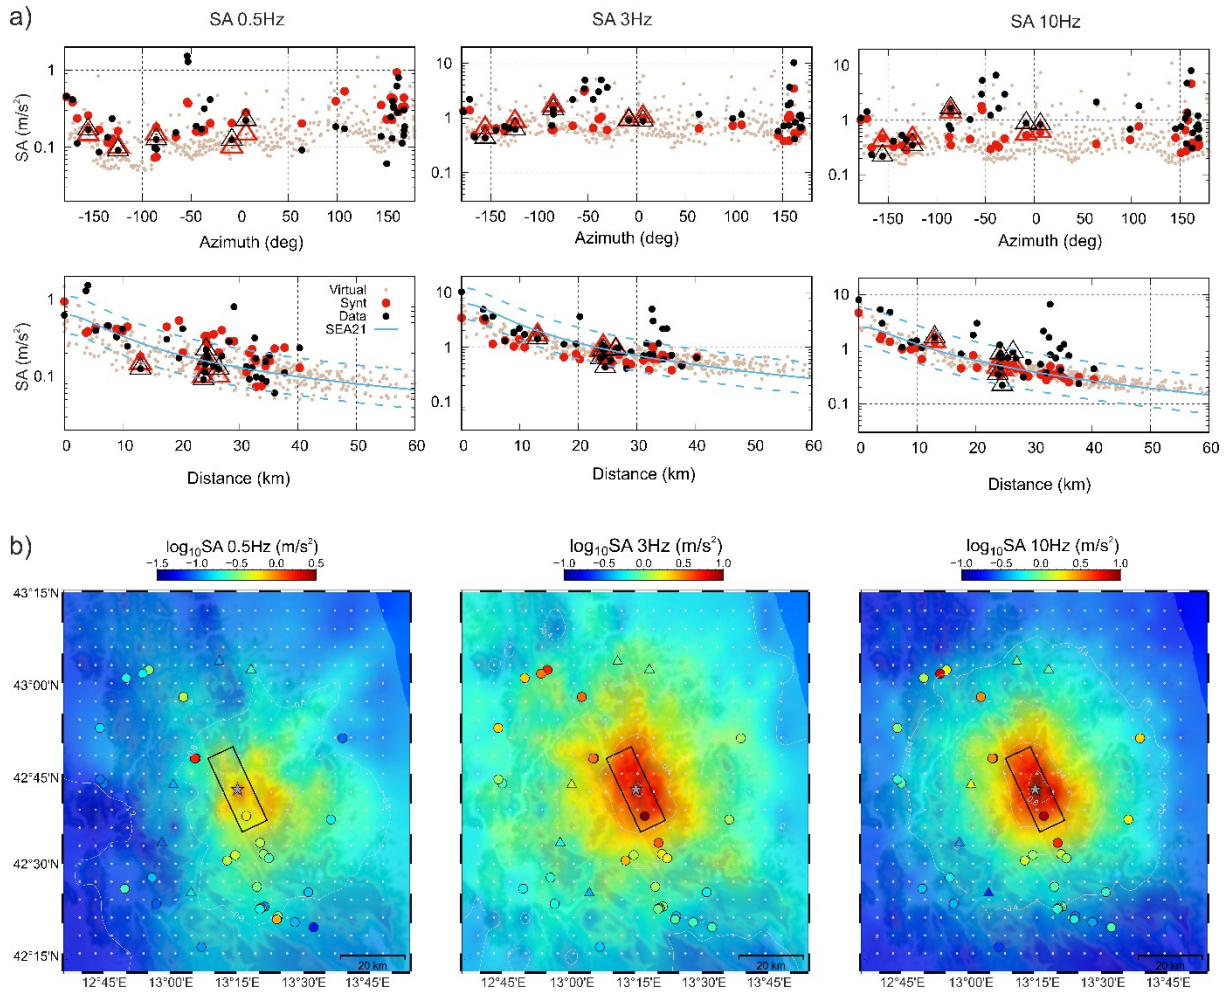 a)
SA 0.5Hz
SA 3Hz
SA 10Hz
SA (m/s²)
1
0.1
-150 -100 -50 0 50 100 150
Azimuth (deg)
10
1
0.1
-150 -100 -50 0 50 100 150
Azimuth (deg)
10
1
0.1
-150 -100 -50 0 50 100 150
Azimuth (deg)
SA (m/s²)
1
0.1
Virtual
Synt
Data
SEA21
0 10 20 30 40 50 60
Distance (km)
10
1
0.1
0 10 20 30 40 50 60
Distance (km)
10
1
0.1
0 10 20 30 40 50 60
Distance (km)
b)
log₁₀SA 0.5Hz (m/s²)
−1.5 −1.0 −0.5 0.0 0.5
log₁₀SA 3Hz (m/s²)
−1.0 −0.5 0.0 0.5 1.0
log₁₀SA 10Hz (m/s²)
−1.0 −0.5 0.0 0.5 1.0
43°15'N
43°00'N
42°45'N
42°30'N
42°15'N
20 km
20 km
20 km
12°45'E 13°00'E 13°15'E 13°30'E 13°45'E
12°45'E 13°00'E 13°15'E 13°30'E 13°45'E
12°45'E 13°00'E 13°15'E 13°30'E 13°45'E